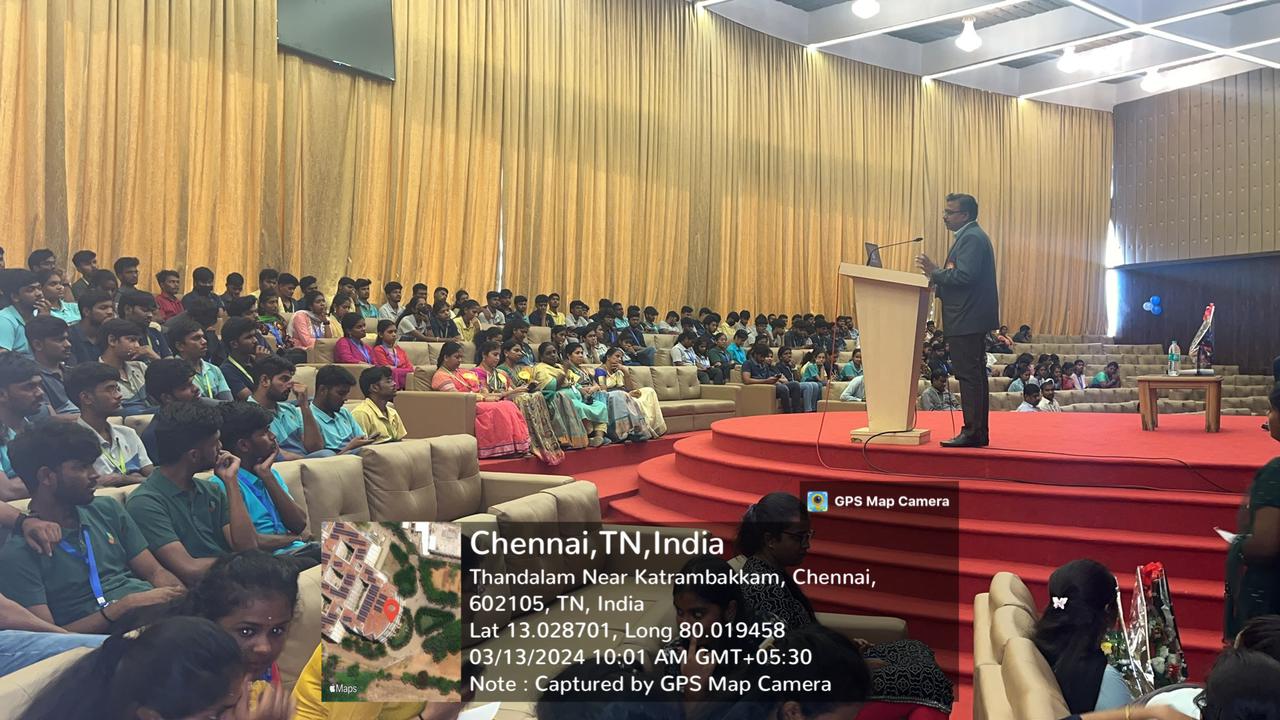 GPS Map Camera
Chennai,TN,India
Thandalam Near Katrambakkam, Chennai,
602105, TN, India
Lat 13.028701, Long 80.019458
03/13/2024 10:01 AM GMT+05:30
Note : Captured by GPS Map Camera
Maps